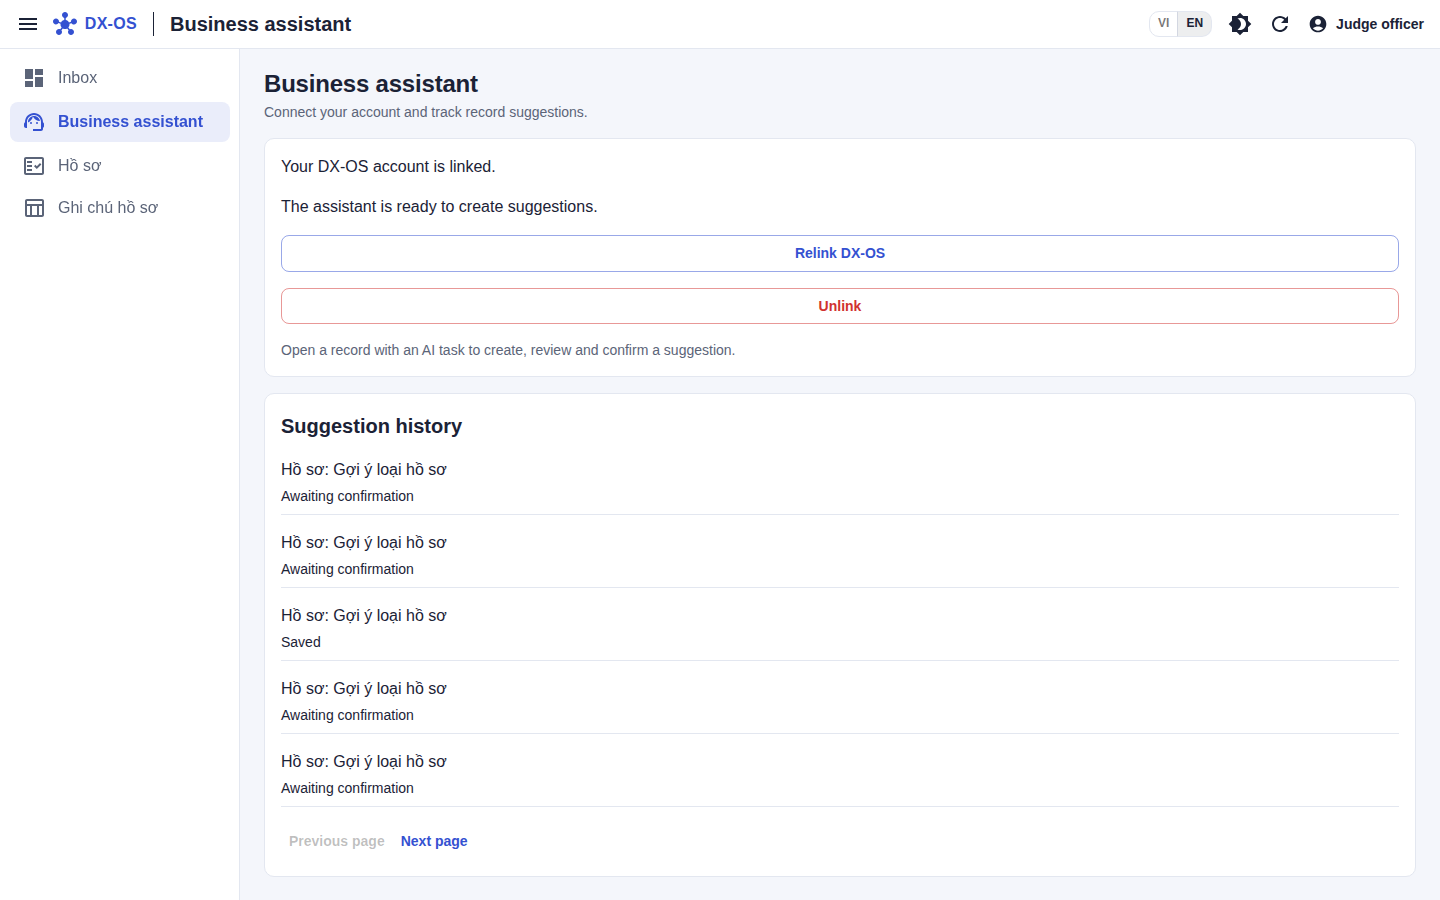 DX-OS
Business assistant
VI
EN
Judge officer
Inbox
Business assistant
Hồ sơ
Ghi chú hồ sơ
Business assistant
Connect your account and track record suggestions.
Your DX-OS account is linked.
The assistant is ready to create suggestions.
Relink DX-OS
Unlink
Open a record with an AI task to create, review and confirm a suggestion.
Suggestion history
Hồ sơ: Gợi ý loại hồ sơ
Awaiting confirmation
Hồ sơ: Gợi ý loại hồ sơ
Awaiting confirmation
Hồ sơ: Gợi ý loại hồ sơ
Saved
Hồ sơ: Gợi ý loại hồ sơ
Awaiting confirmation
Hồ sơ: Gợi ý loại hồ sơ
Awaiting confirmation
Previous page
Next page